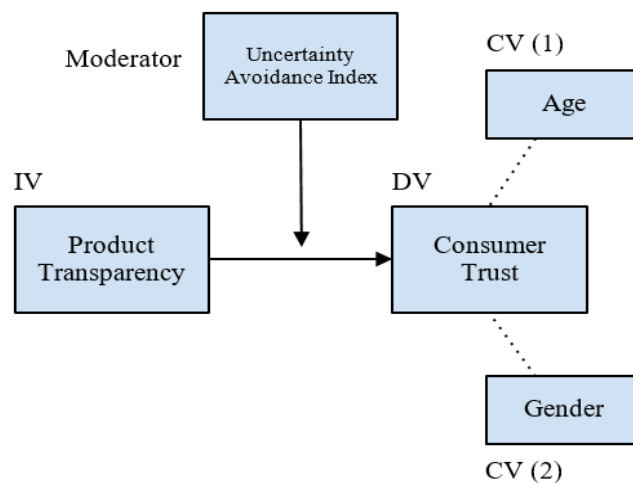 Moderator
Uncertainty
Avoidance Index
CV (1)
Age
IV
Product
Transparency
DV
Consumer
Trust
Gender
CV (2)